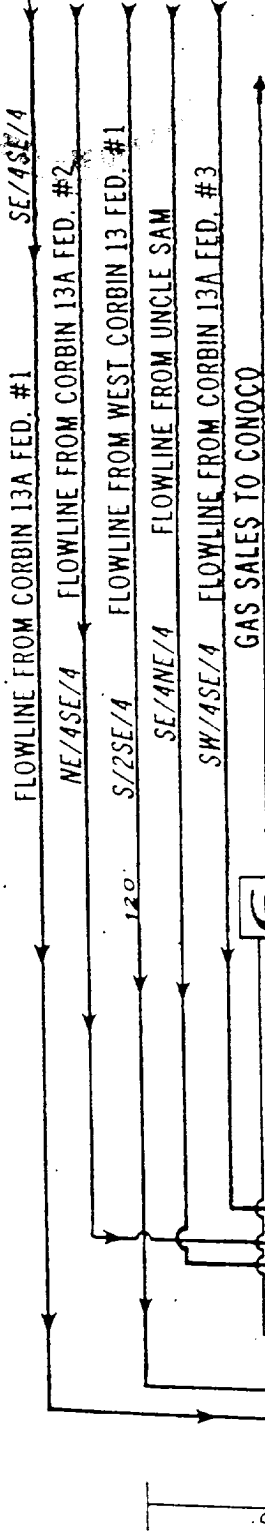 FLOWLINE FROM CORBIN 13A FED. #1 SE/4SE/4
NE/4SE/4 FLOWLINE FROM CORBIN 13A FED. #2
S/2SE/4 FLOWLINE FROM WEST CORBIN 13 FED. #1
120'
SE/4NE/4 FLOWLINE FROM UNCLE SAM
SW/4SE/4 FLOWLINE FROM CORBIN 13A FED. #3
GAS SALES TO CONOCO